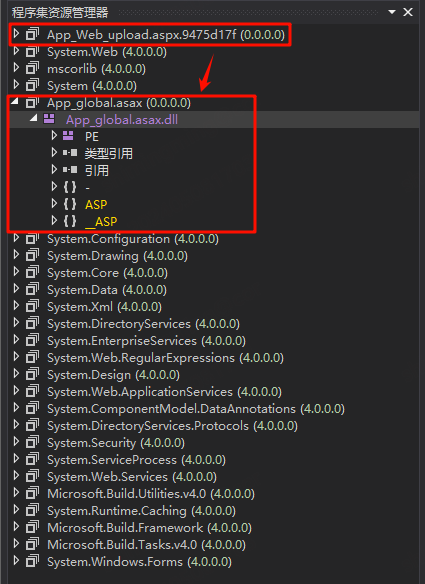 程序集资源管理器
App_Web_upload.aspx.9475d17f (0.0.0.0)
System.Web (4.0.0.0)
mscorlib (4.0.0.0)
System (4.0.0.0)
App_global.asax (0.0.0.0)
App_global.asax.dll
PE
类型引用
引用
{ } -
{ } ASP
{ } __ASP
System.Configuration (4.0.0.0)
System.Drawing (4.0.0.0)
System.Core (4.0.0.0)
System.Data (4.0.0.0)
System.Xml (4.0.0.0)
System.DirectoryServices (4.0.0.0)
System.EnterpriseServices (4.0.0.0)
System.Web.RegularExpressions (4.0.0.0)
System.Design (4.0.0.0)
System.Web.ApplicationServices (4.0.0.0)
System.ComponentModel.DataAnnotations (4.0.0.0)
System.DirectoryServices.Protocols (4.0.0.0)
System.Security (4.0.0.0)
System.ServiceProcess (4.0.0.0)
System.Web.Services (4.0.0.0)
Microsoft.Build.Utilities.v4.0 (4.0.0.0)
System.Runtime.Caching (4.0.0.0)
Microsoft.Build.Framework (4.0.0.0)
Microsoft.Build.Tasks.v4.0 (4.0.0.0)
System.Windows.Forms (4.0.0.0)